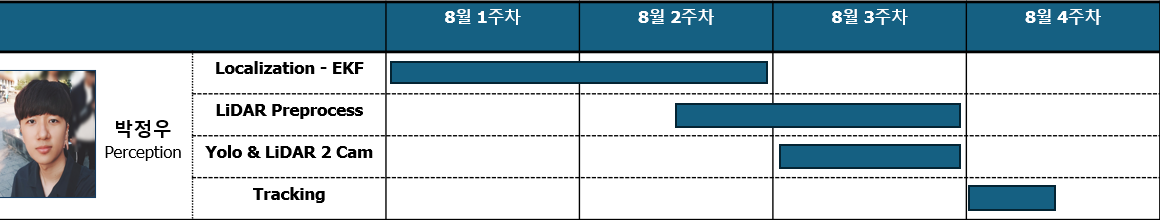 8월 1주차
8월 2주차
8월 3주차
8월 4주차
박정우
Perception
Localization - EKF
LiDAR Preprocess
Yolo & LiDAR 2 Cam
Tracking